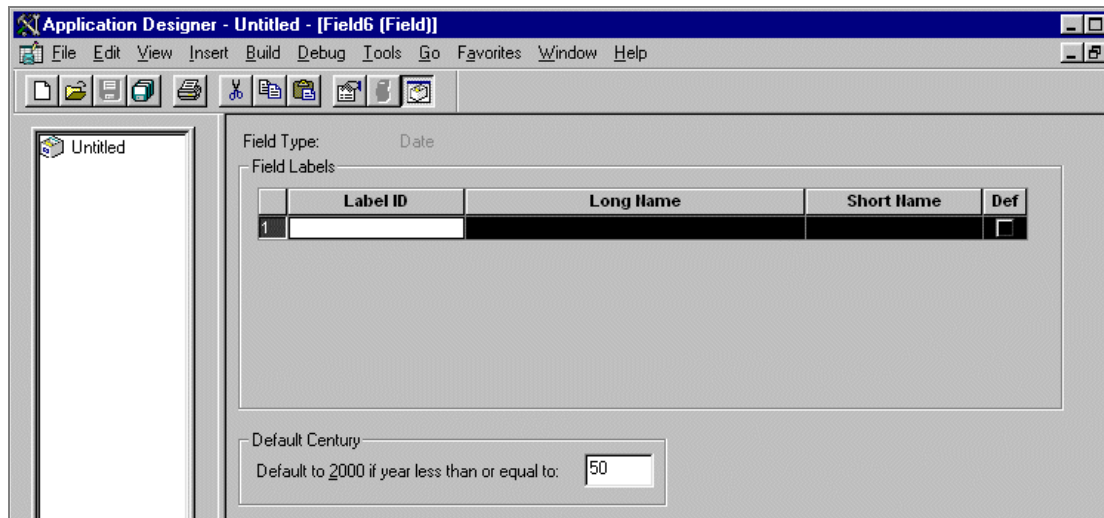 Application Designer - Untitled - [Field6 (Field)]
File Edit View Insert Build Debug Tools Go Favorites Window Help
Untitled
Field Type: Date
Field Labels
Label ID Long Name Short Name Def
1
Default Century
Default to 2000 if year less than or equal to: 50